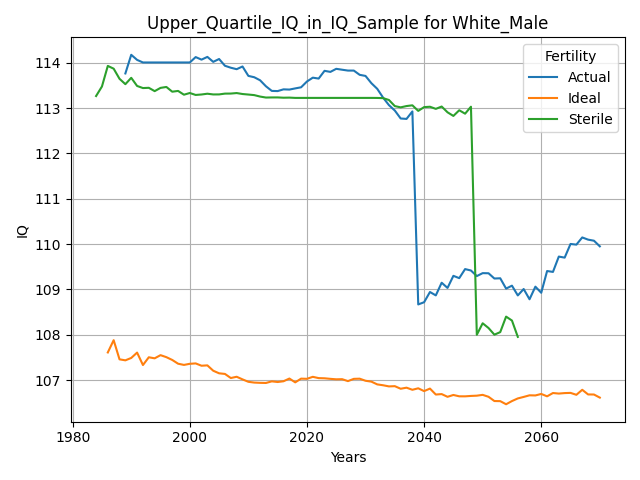 Upper_Quartile_IQ_in_IQ_Sample for White_Male
Fertility
Actual
Ideal
Sterile
IQ
114
113
112
111
110
109
108
107
1980
2000
2020
2040
2060
Years